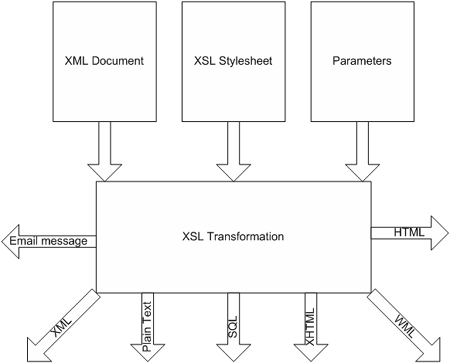 XML Document
XSL Stylesheet
Parameters
XSL Transformation
Email message
HTML
XML
Plain Text
SQL
XHTML
WML